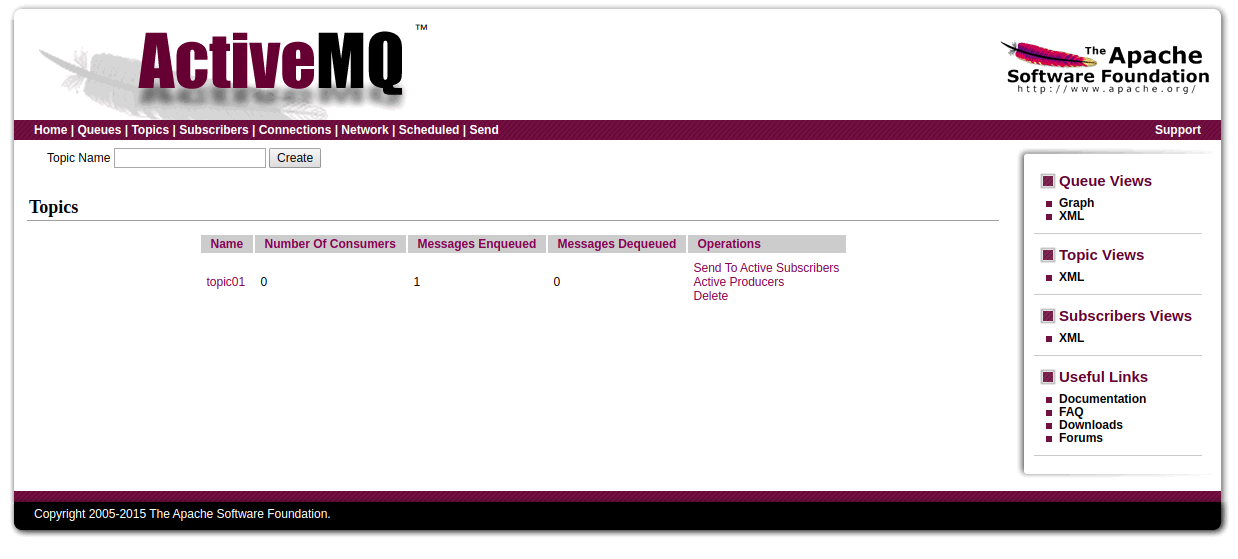 ActiveMQ ™
The Apache
Software Foundation
http://www.apache.org/
Home | Queues | Topics | Subscribers | Connections | Network | Scheduled | Send Support
Topic Name Create
Topics
Name Number Of Consumers Messages Enqueued Messages Dequeued Operations
topic01 0 1 0 Send To Active Subscribers
Active Producers
Delete
Queue Views
Graph
XML
Topic Views
XML
Subscribers Views
XML
Useful Links
Documentation
FAQ
Downloads
Forums
Copyright 2005-2015 The Apache Software Foundation.